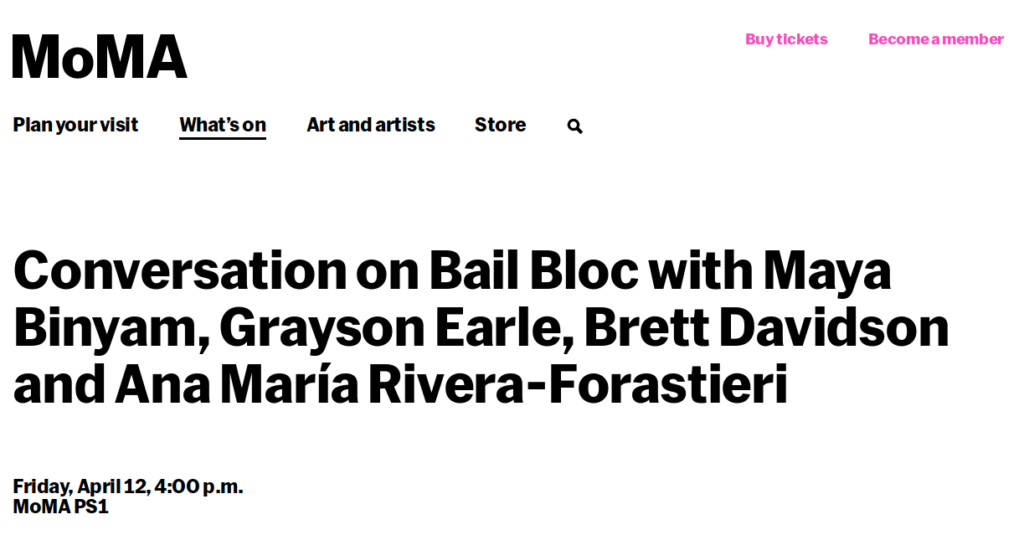 MoMA
Buy tickets
Become a member
Plan your visit
What's on
Art and artists
Store
Conversation on Bail Bloc with Maya
Binyam, Grayson Earle, Brett Davidson
and Ana María Rivera-Forastieri
Friday, April 12, 4:00 p.m.
MoMA PS1